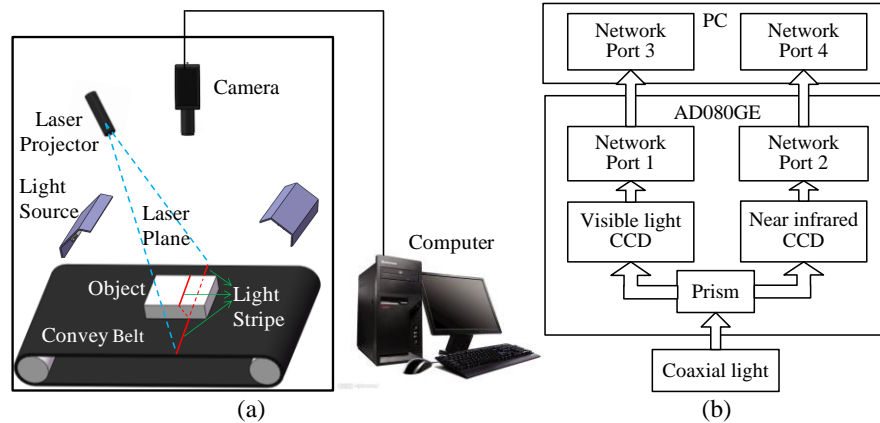 Camera
Laser
Projector
Light
Source
Laser
Plane
Object
Light
Stripe
Convey Belt
Computer
(a)
PC
Network
Port 3
Network
Port 4
AD080GE
Network
Port 1
Network
Port 2
Visible light
CCD
Near infrared
CCD
Prism
Coaxial light
(b)